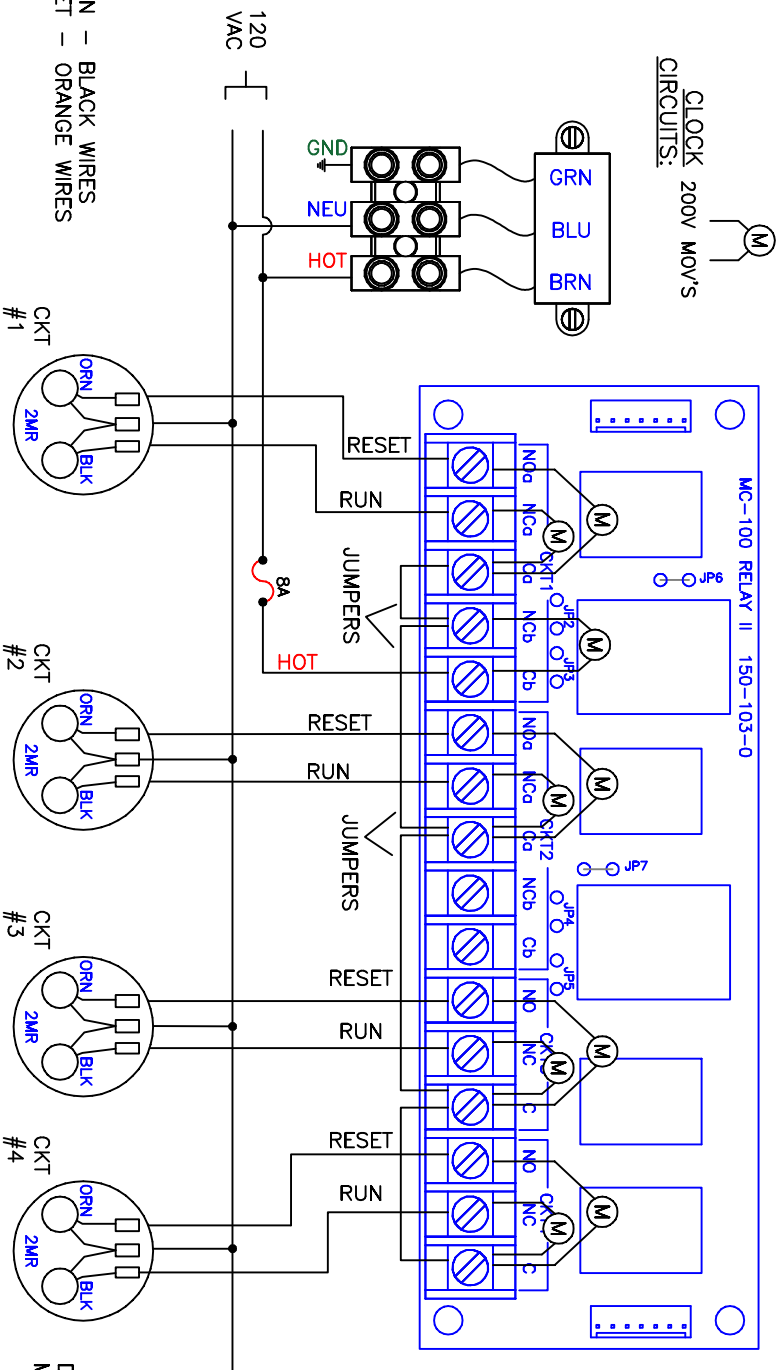 CLOCK
CIRCUITS:
200V MOV'S
M
120
VAC
N - BLACK WIRES
ET - ORANGE WIRES
GND
NEU
HOT
GRN
BLU
BRN
MC-100 RELAY II 150-103-0
JP6
JP2
JP3
JP7
JP4
JP5
M
M
M
M
M
M
M
M
M
NOa
NCa
Ca
NCb
Cb
CKT1
NOa
NCa
Ca
NCb
Cb
CKT2
NO
NC
C
NO
NC
C
RESET
RUN
JUMPERS
8A
HOT
RESET
RUN
JUMPERS
RESET
RUN
RESET
RUN
CKT
#1
ORN
2MR
BLK
CKT
#2
ORN
2MR
BLK
CKT
#3
ORN
2MR
BLK
CKT
#4
ORN
2MR
BLK